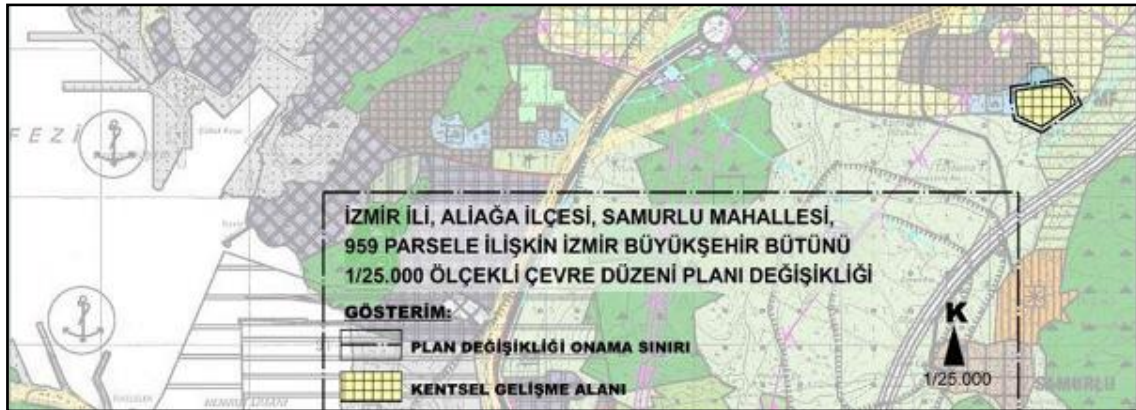 FEZİ
MF
İZMİR İLİ, ALİAĞA İLÇESİ, SAMURLU MAHALLESİ,
959 PARSELE İLİŞKİN İZMİR BÜYÜKŞEHİR BÜTÜNÜ
1/25.000 ÖLÇEKLİ ÇEVRE DÜZENİ PLANI DEĞİŞİKLİĞİ
GÖSTERİM:
PLAN DEĞİŞİKLİĞİ ONAMA SINIRI
KENTSEL GELİŞME ALANI
K
1/25.000
SAMURLU